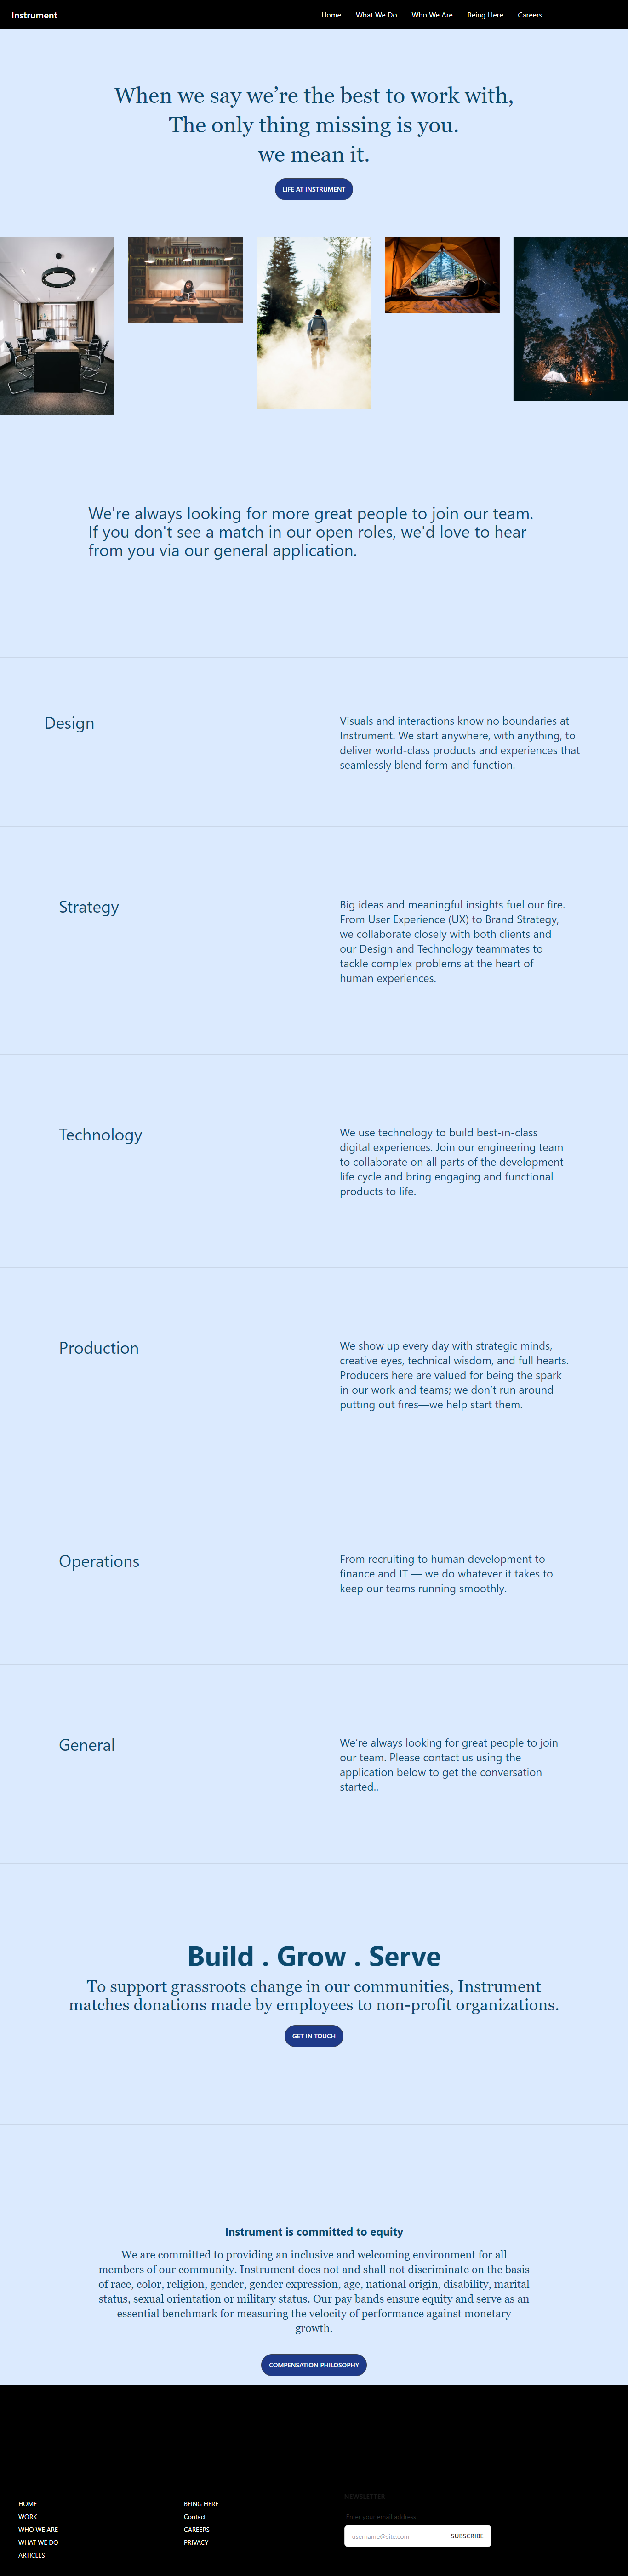 Instrument
Home What We Do Who We Are Being Here Careers
When we say we’re the best to work with,
The only thing missing is you.
we mean it.
LIFE AT INSTRUMENT
We're always looking for more great people to join our team.
If you don't see a match in our open roles, we'd love to hear
from you via our general application.
Design
Visuals and interactions know no boundaries at
Instrument. We start anywhere, with anything, to
deliver world-class products and experiences that
seamlessly blend form and function.
Strategy
Big ideas and meaningful insights fuel our fire.
From User Experience (UX) to Brand Strategy,
we collaborate closely with both clients and
our Design and Technology teammates to
tackle complex problems at the heart of
human experiences.
Technology
We use technology to build best-in-class
digital experiences. Join our engineering team
to collaborate on all parts of the development
life cycle and bring engaging and functional
products to life.
Production
We show up every day with strategic minds,
creative eyes, technical wisdom, and full hearts.
Producers here are valued for being the spark
in our work and teams; we don’t run around
putting out fires—we help start them.
Operations
From recruiting to human development to
finance and IT — we do whatever it takes to
keep our teams running smoothly.
General
We’re always looking for great people to join
our team. Please contact us using the
application below to get the conversation
started..
Build . Grow . Serve
To support grassroots change in our communities, Instrument
matches donations made by employees to non-profit organizations.
GET IN TOUCH
Instrument is committed to equity
We are committed to providing an inclusive and welcoming environment for all
members of our community. Instrument does not and shall not discriminate on the basis
of race, color, religion, gender, gender expression, age, national origin, disability, marital
status, sexual orientation or military status. Our pay bands ensure equity and serve as an
essential benchmark for measuring the velocity of performance against monetary
growth.
COMPENSATION PHILOSOPHY
HOME
WORK
WHO WE ARE
WHAT WE DO
ARTICLES
BEING HERE
Contact
CAREERS
PRIVACY
NEWSLETTER
Enter your email address
username@site.com SUBSCRIBE